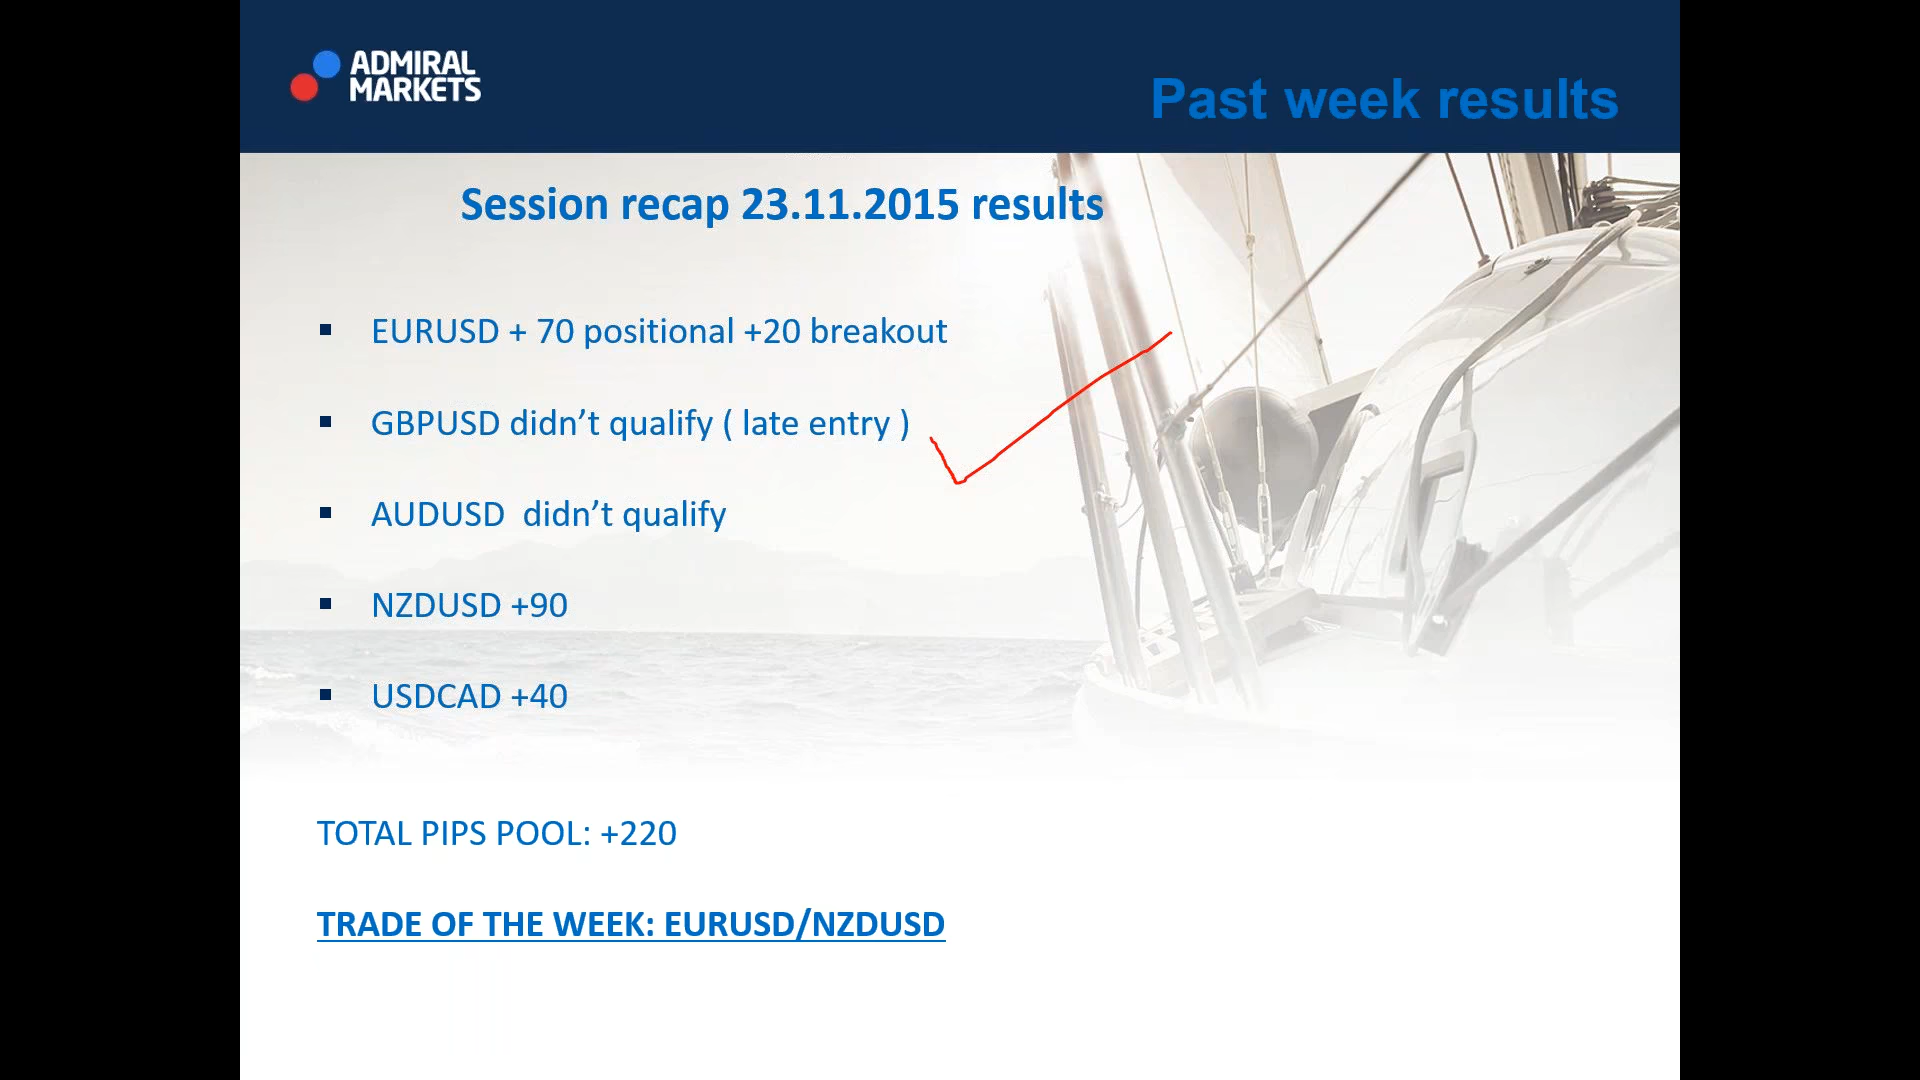 ADMIRAL
MARKETS
Past week results
Session recap 23.11.2015 results
▪ EURUSD + 70 positional +20 breakout
▪ GBPUSD didn’t qualify ( late entry )
▪ AUDUSD  didn’t qualify
▪ NZDUSD +90
▪ USDCAD +40
TOTAL PIPS POOL: +220
TRADE OF THE WEEK: EURUSD/NZDUSD